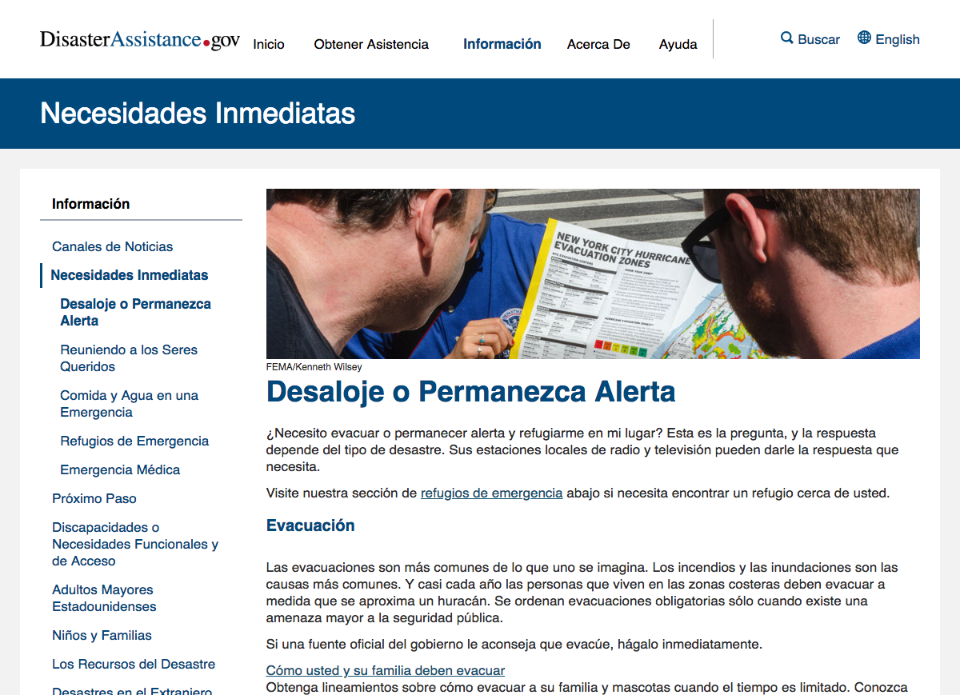 DisasterAssistance.gov
Inicio
Obtener Asistencia
Información
Acerca De
Ayuda
Buscar
English
Necesidades Inmediatas
Información
Canales de Noticias
Necesidades Inmediatas
Desaloje o Permanezca
Alerta
Reuniendo a los Seres
Queridos
Comida y Agua en una
Emergencia
Refugios de Emergencia
Emergencia Médica
Próximo Paso
Discapacidades o
Necesidades Funcionales y
de Acceso
Adultos Mayores
Estadounidenses
Niños y Familias
Los Recursos del Desastre
Desastres en el Extranjero
NEW YORK CITY HURRICANE
EVACUATION ZONES
FEMA/Kenneth Wilsey
Desaloje o Permanezca Alerta
¿Necesito evacuar o permanecer alerta y refugiarme en mi lugar? Esta es la pregunta, y la respuesta
depende del tipo de desastre. Sus estaciones locales de radio y televisión pueden darle la respuesta que
necesita.
Visite nuestra sección de refugios de emergencia abajo si necesita encontrar un refugio cerca de usted.
Evacuación
Las evacuaciones son más comunes de lo que uno se imagina. Los incendios y las inundaciones son las
causas más comunes. Y casi cada año las personas que viven en las zonas costeras deben evacuar a
medida que se aproxima un huracán. Se ordenan evacuaciones obligatorias sólo cuando existe una
amenaza mayor a la seguridad pública.
Si una fuente oficial del gobierno le aconseja que evacúe, hágalo inmediatamente.
Cómo usted y su familia deben evacuar
Obtenga lineamientos sobre cómo evacuar a su familia y mascotas cuando el tiempo es limitado. Conozca